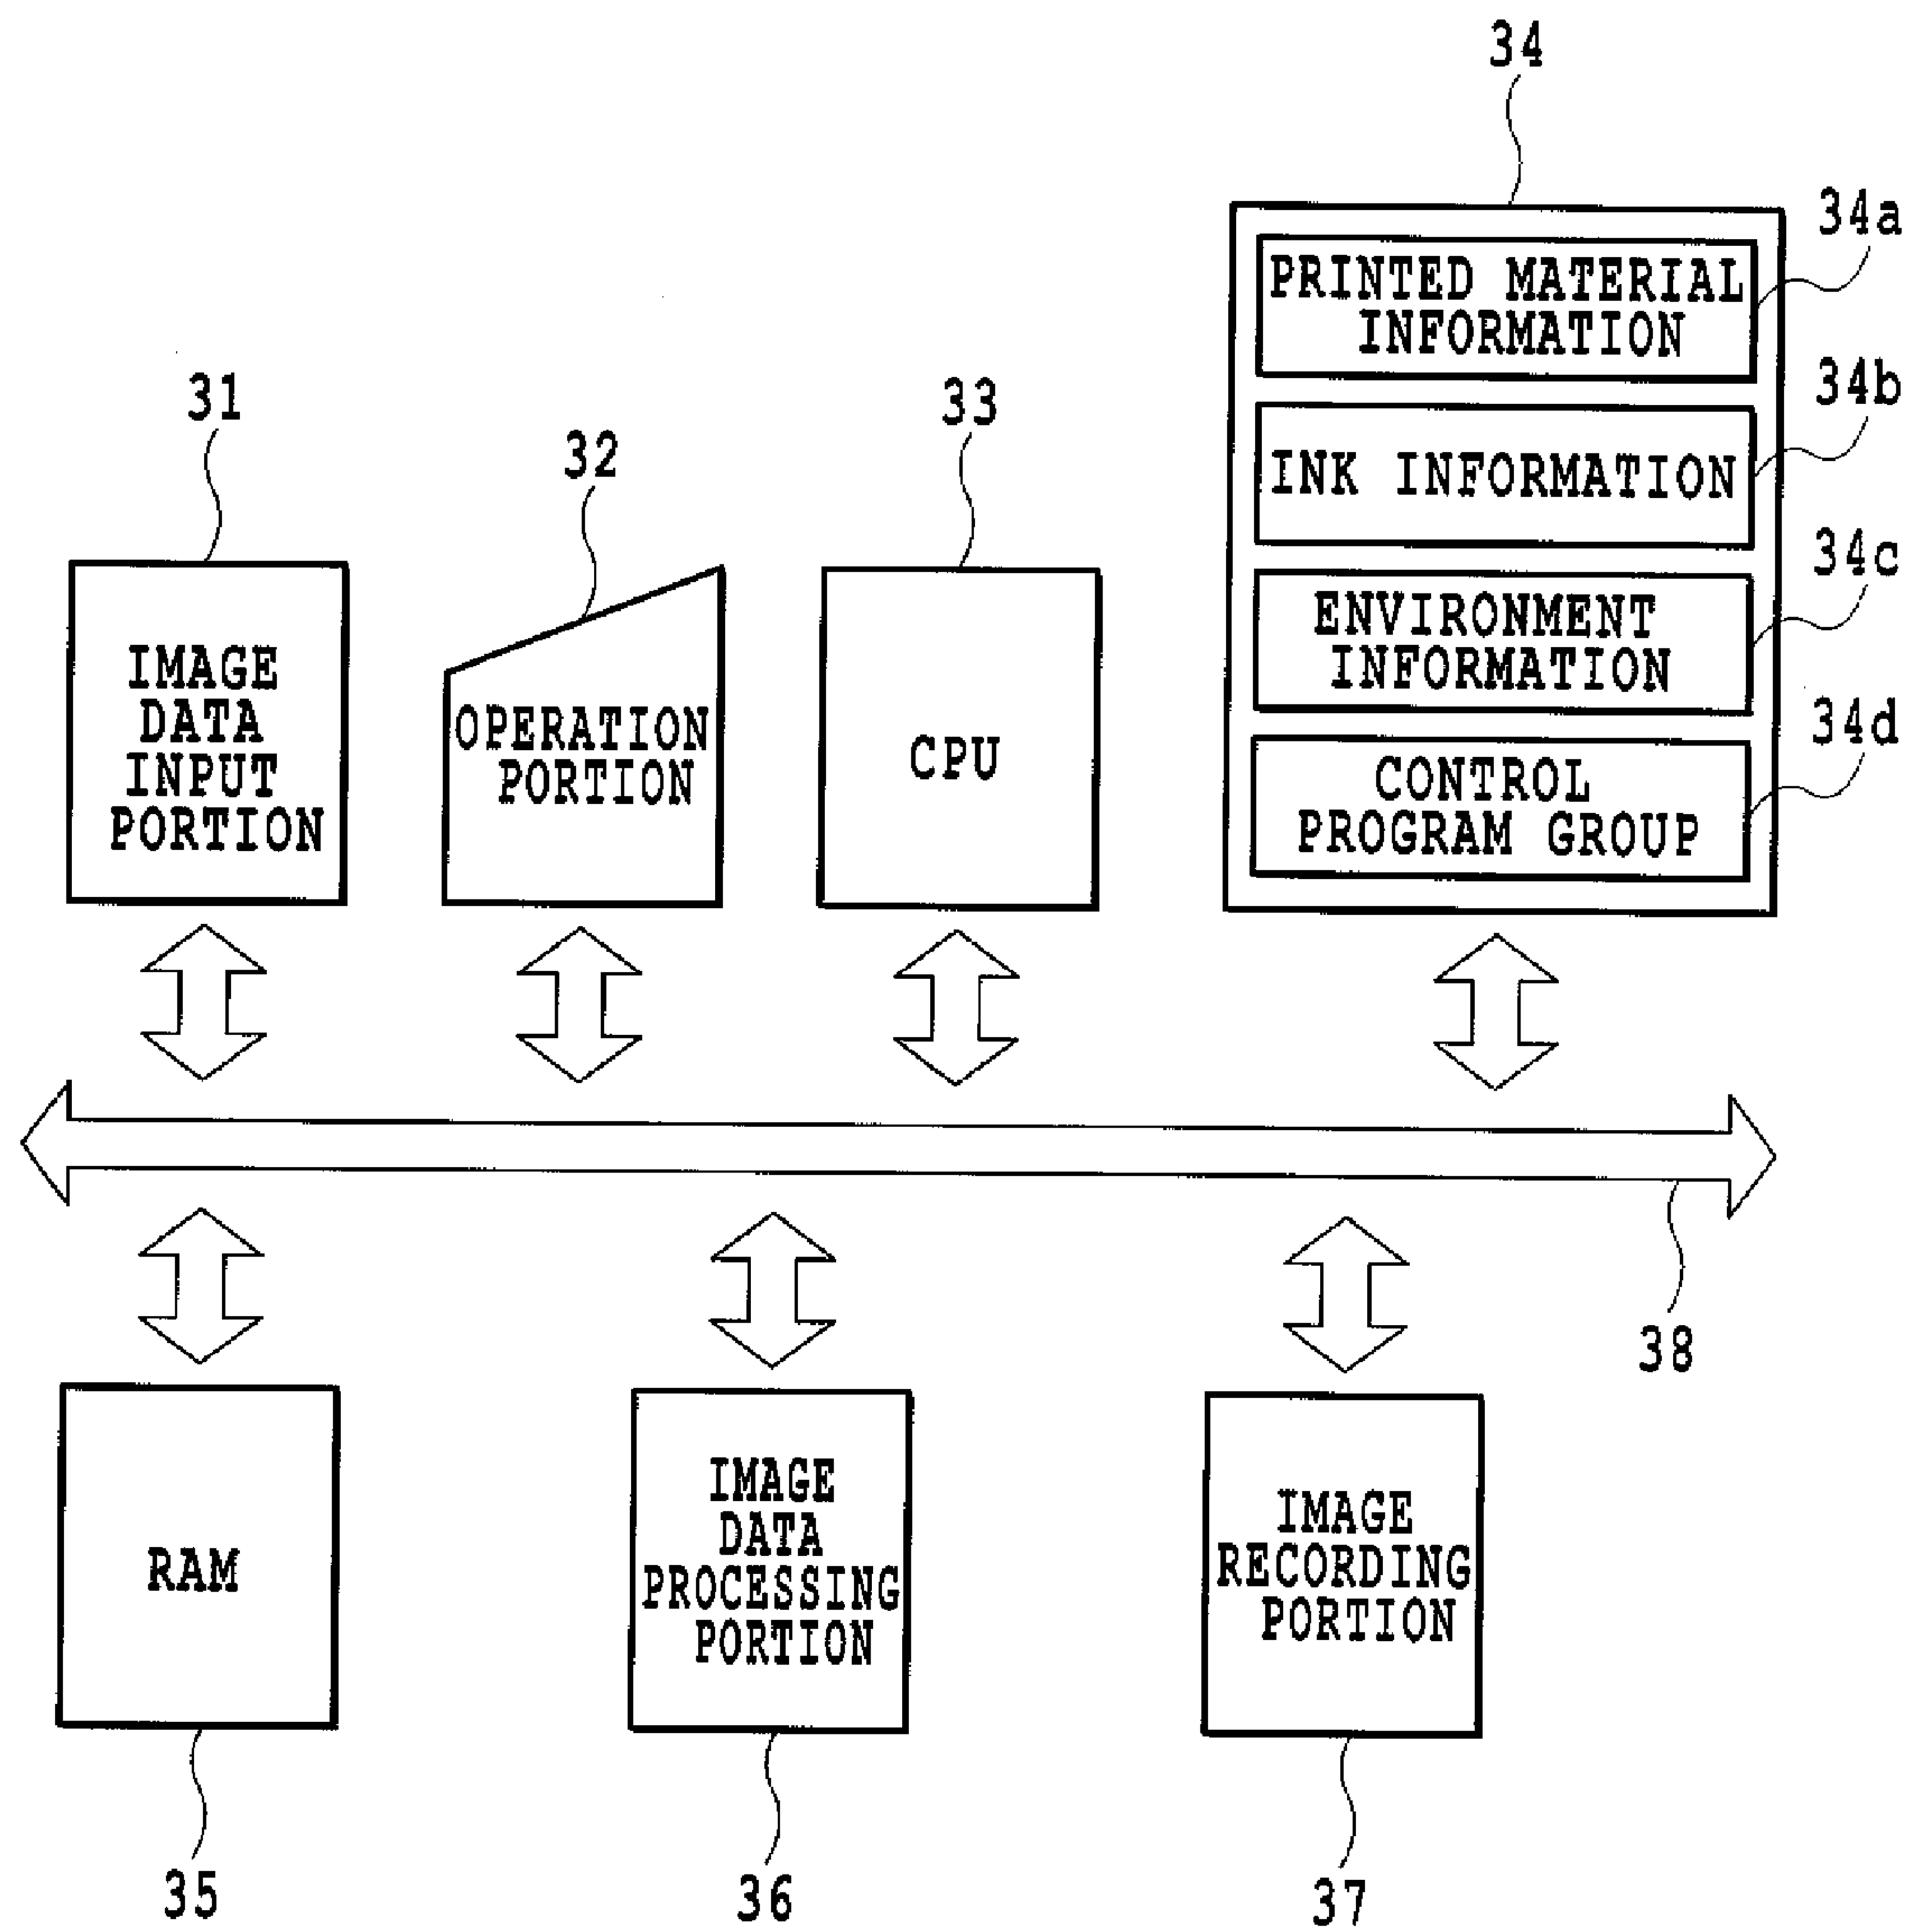 34
34a
PRINTED MATERIAL
INFORMATION
34b
INK INFORMATION
34c
ENVIRONMENT
INFORMATION
34d
CONTROL
PROGRAM GROUP
31
IMAGE
DATA
INPUT
PORTION
32
OPERATION
PORTION
33
CPU
38
RAM
35
IMAGE
DATA
PROCESSING
PORTION
36
IMAGE
RECORDING
PORTION
37